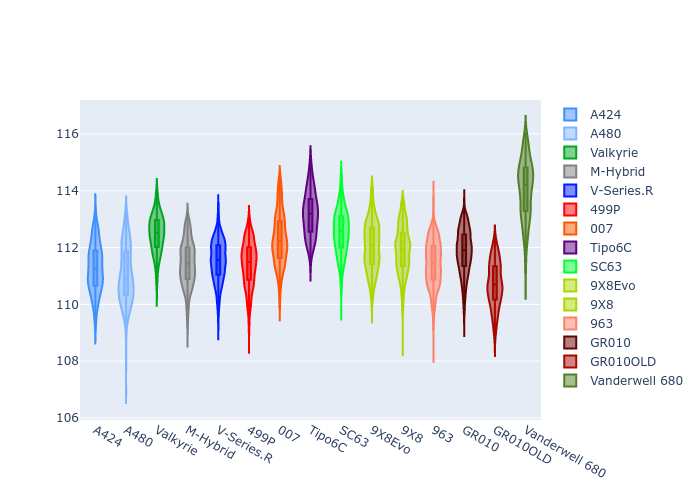 116
114
112
110
108
106
A424
A480
Valkyrie
M-Hybrid
V-Series.R
499P
007
Tipo6C
SC63
9X8Evo
9X8
963
GR010
GR010OLD
Vanderwell 680
A424
A480
Valkyrie
M-Hybrid
V-Series.R
499P
007
Tipo6C
SC63
9X8Evo
9X8
963
GR010
GR010OLD
Vanderwell 680